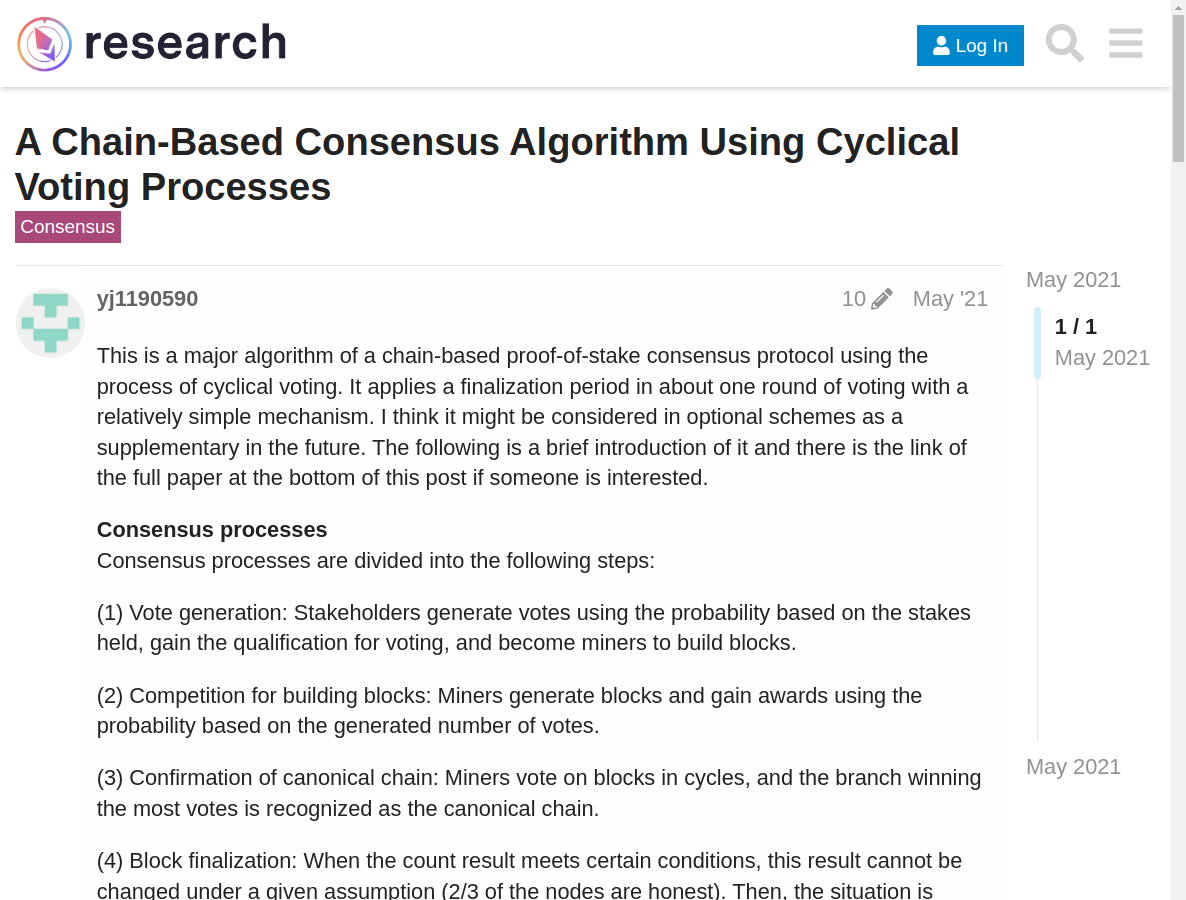 research
Log In
A Chain-Based Consensus Algorithm Using Cyclical
Voting Processes
Consensus
yj1190590
10
May '21
This is a major algorithm of a chain-based proof-of-stake consensus protocol using the
process of cyclical voting. It applies a finalization period in about one round of voting with a
relatively simple mechanism. I think it might be considered in optional schemes as a
supplementary in the future. The following is a brief introduction of it and there is the link of
the full paper at the bottom of this post if someone is interested.
Consensus processes
Consensus processes are divided into the following steps:
(1) Vote generation: Stakeholders generate votes using the probability based on the stakes
held, gain the qualification for voting, and become miners to build blocks.
(2) Competition for building blocks: Miners generate blocks and gain awards using the
probability based on the generated number of votes.
(3) Confirmation of canonical chain: Miners vote on blocks in cycles, and the branch winning
the most votes is recognized as the canonical chain.
(4) Block finalization: When the count result meets certain conditions, this result cannot be
changed under a given assumption (2/3 of the nodes are honest). Then, the situation is
May 2021
1 / 1
May 2021
May 2021